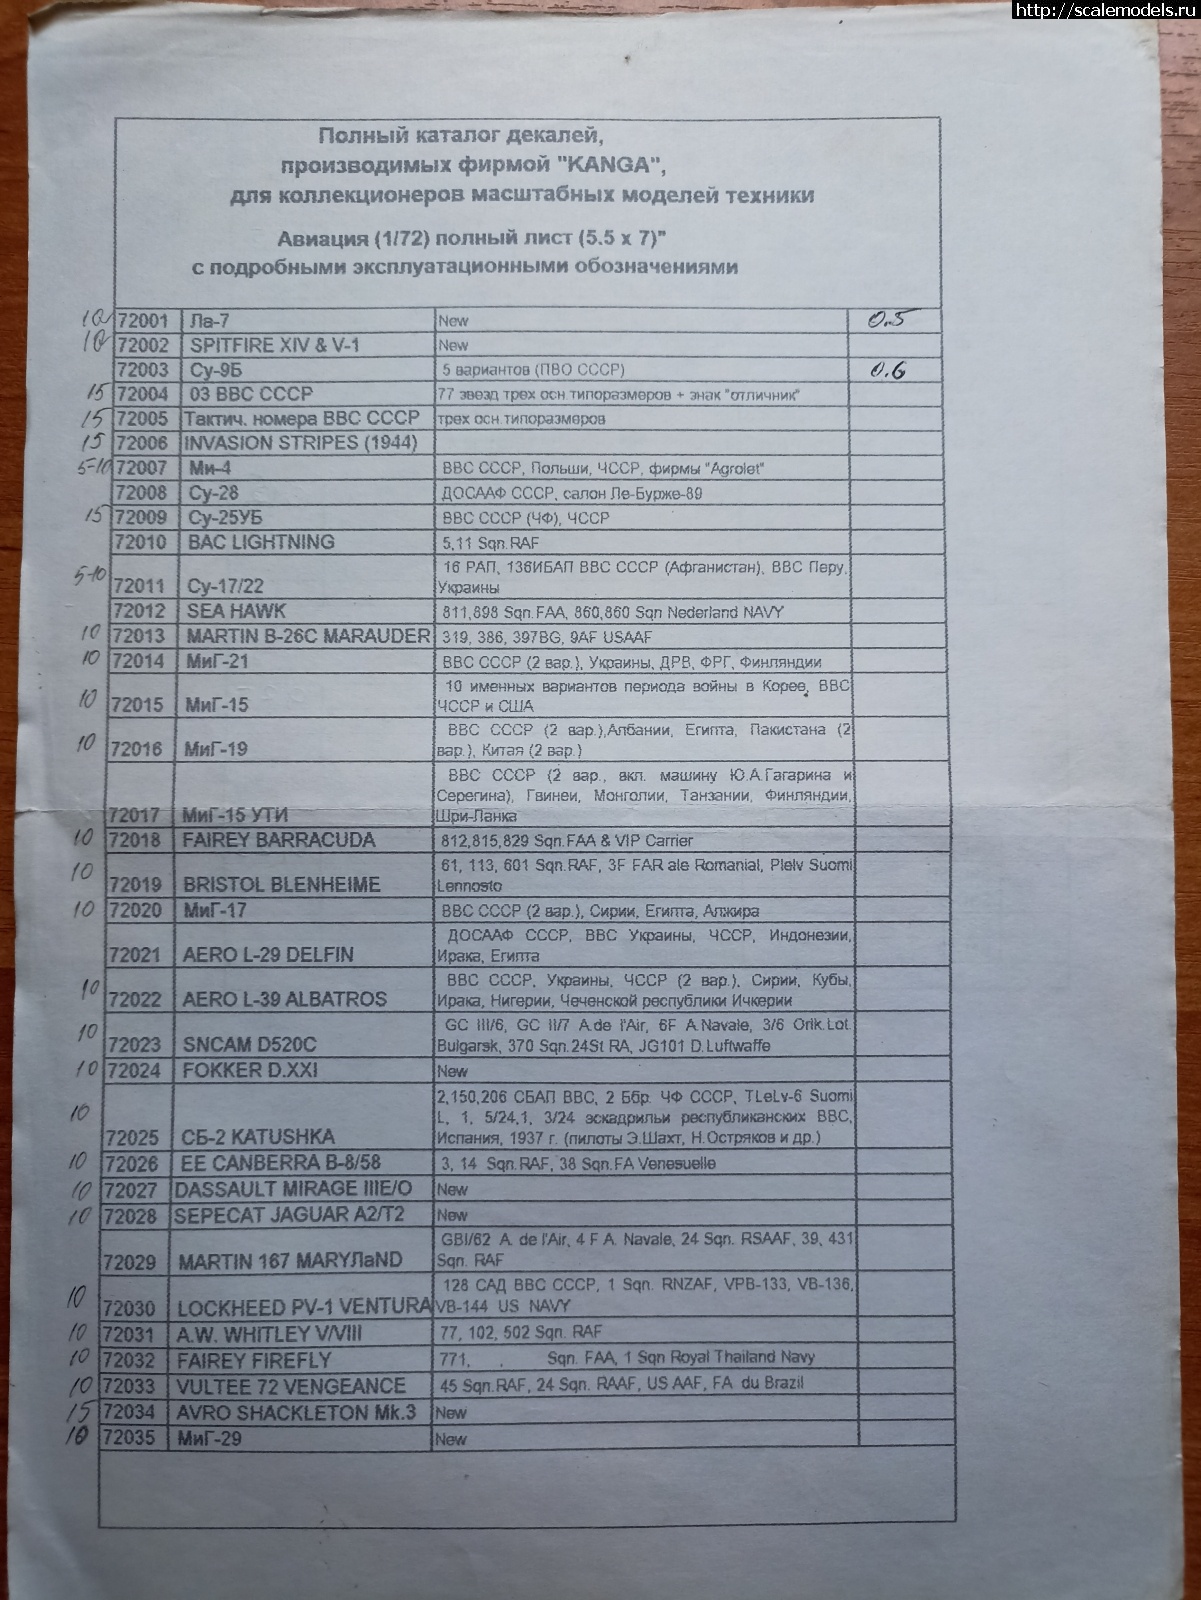 http://scalemodels.ru
Полный каталог декалей,
производимых фирмой "KANGA",
для коллекционеров масштабных моделей техники
Авиация (1/72) полный лист (5.5 x 7)"
с подробными эксплуатационными обозначениями
10 72001 Ла-7 New 0.5
10 72002 SPITFIRE XIV & V-1 New
72003 Су-9Б 5 вариантов (ПВО СССР) 0.6
15 72004 03 ВВС СССР 77 звезд трех осн.типоразмеров + знак "отличник"
15 72005 Тактич. номера ВВС СССР трех осн.типоразмеров
15 72006 INVASION STRIPES (1944)
5-10 72007 Ми-4 ВВС СССР, Польши, ЧССР, фирмы "Agrolet"
72008 Су-28 ДОСААФ СССР, салон Ле-Бурже-89
15 72009 Су-25УБ ВВС СССР (ЧФ), ЧССР
72010 BAC LIGHTNING 5,11 Sqn.RAF
16 РАП, 136ИБАП ВВС СССР (Афганистан), ВВС Перу,
5-10 72011 Су-17/22 Украины
72012 SEA HAWK 811,898 Sqn.FAA, 860,860 Sqn Nederland NAVY
10 72013 MARTIN B-26C MARAUDER 319, 386, 397BG, 9AF USAAF
10 72014 МиГ-21 ВВС СССР (2 вар.), Украины, ДРВ, ФРГ, Финляндии
10 именных вариантов периода войны в Корее, ВВС
10 72015 МиГ-15 ЧССР и США
ВВС СССР (2 вар.),Албании, Египта, Пакистана (2
10 72016 МиГ-19 вар.), Китая (2 вар.)
ВВС СССР (2 вар., вкл. машину Ю.А.Гагарина и
Серегина), Гвинеи, Монголии, Танзании, Финляндии,
72017 МиГ-15 УТИ Шри-Ланка
10 72018 FAIREY BARRACUDA 812,815,829 Sqn.FAA & VIP Carrier
61, 113, 601 Sqn.RAF, 3F FAR ale Romanial, Plelv Suomi
10 72019 BRISTOL BLENHEIME Lennosto
10 72020 МиГ-17 ВВС СССР (2 вар.), Сирии, Египта, Алжира
ДОСААФ СССР, ВВС Украины, ЧССР, Индонезии,
72021 AERO L-29 DELFIN Ирака, Египта
ВВС СССР, Украины, ЧССР (2 вар.), Сирии, Кубы,
10 72022 AERO L-39 ALBATROS Ирака, Нигерии, Чеченской республики Ичкерии
GC III/6, GC II/7 A.de l'Air, 6F A.Navale, 3/6 Orlk.Lot.
10 72023 SNCAM D520C Bulgarsk, 370 Sqn.24St RA, JG101 D.Luftwaffe
10 72024 FOKKER D.XXI New
2,150,206 СБАП ВВС, 2 Ббр. ЧФ СССР, TLeLv-6 Suomi
L, 1, 5/24,1, 3/24 эскадрильи республиканских ВВС,
10 72025 СБ-2 KATUSHKA Испания, 1937 г. (пилоты Э.Шахт, Н.Остряков и др.)
10 72026 EE CANBERRA B-8/58 3, 14 Sqn.RAF, 38 Sqn.FA Venesuelle
10 72027 DASSAULT MIRAGE IIIE/O New
10 72028 SEPECAT JAGUAR A2/T2 New
GBI/62 A. de l'Air, 4 F A. Navale, 24 Sqn. RSAAF, 39, 431
72029 MARTIN 167 MARYЛаND Sqn. RAF
128 САД ВВС СССР, 1 Sqn. RNZAF, VPB-133, VB-136,
10 72030 LOCKHEED PV-1 VENTURA VB-144 US NAVY
10 72031 A.W. WHITLEY V/VIII 77, 102, 502 Sqn. RAF
10 72032 FAIREY FIREFLY 771, . Sqn. FAA, 1 Sqn Royal Thailand Navy
10 72033 VULTEE 72 VENGEANCE 45 Sqn.RAF, 24 Sqn. RAAF, US AAF, FA du Brazil
15 72034 AVRO SHACKLETON Mk.3 New
10 72035 МиГ-29 New